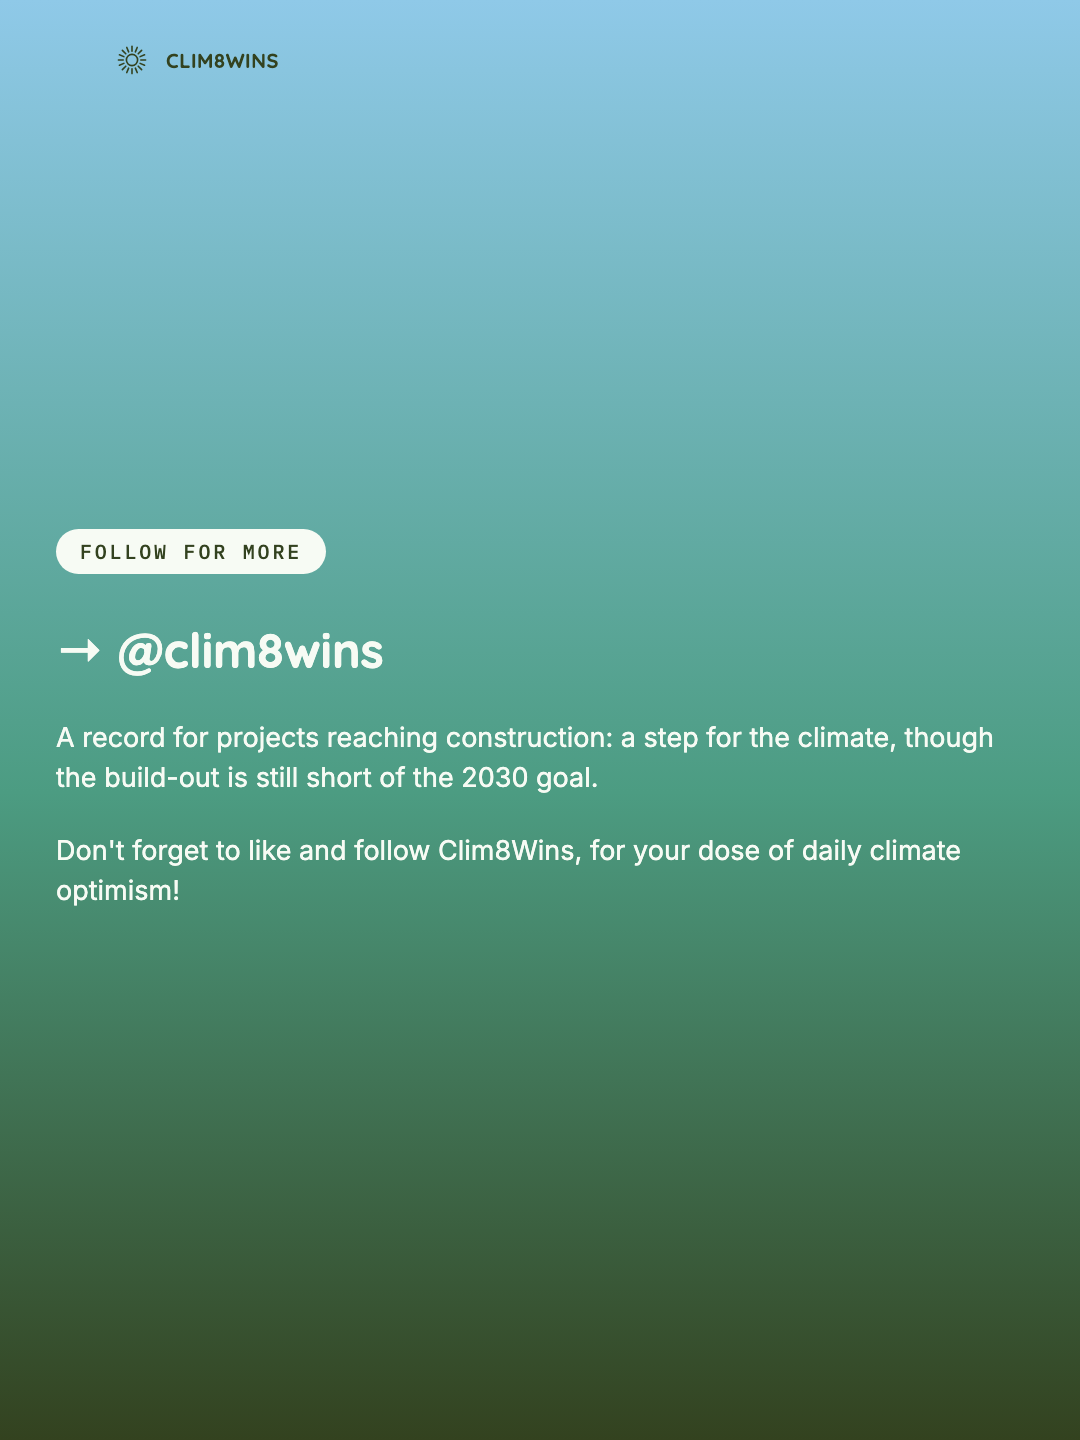 CLIM8WINS
FOLLOW FOR MORE
→ @clim8wins
A record for projects reaching construction: a step for the climate, though
the build-out is still short of the 2030 goal.
Don't forget to like and follow Clim8Wins, for your dose of daily climate
optimism!